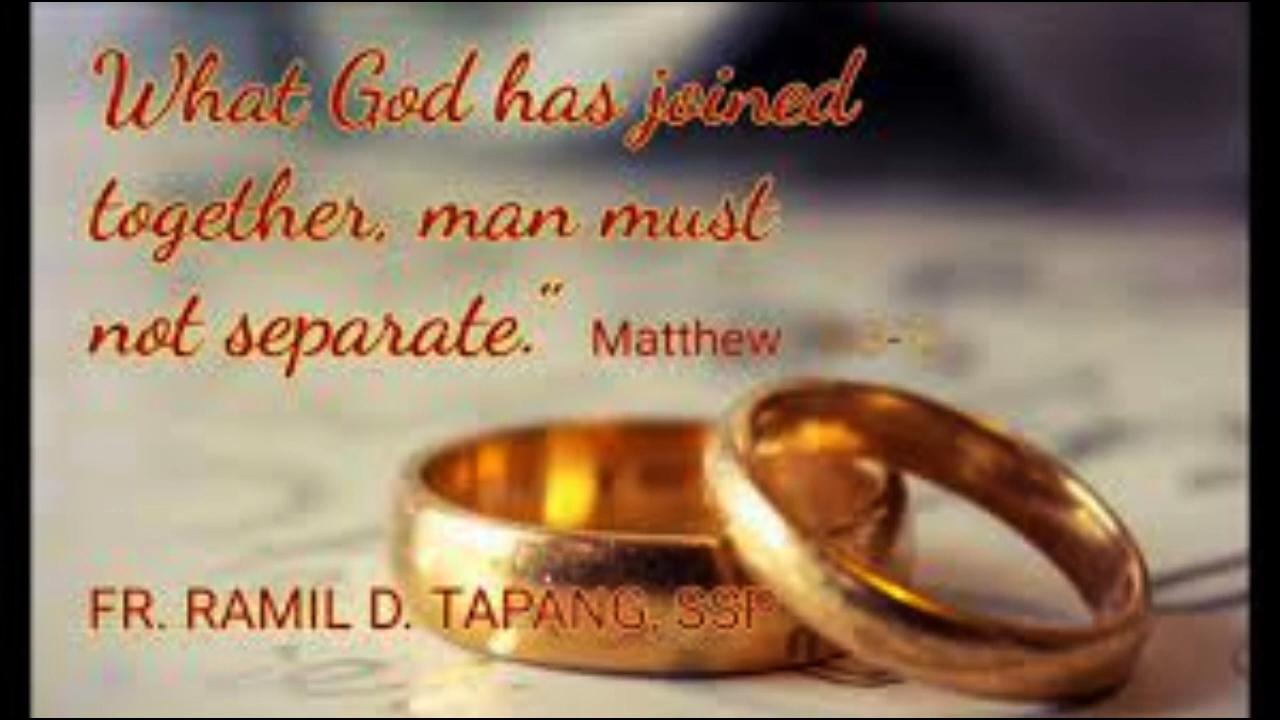 What God has joined
together, man must
not separate.” Matthew
FR. RAMIL D. TAPANG, SSP